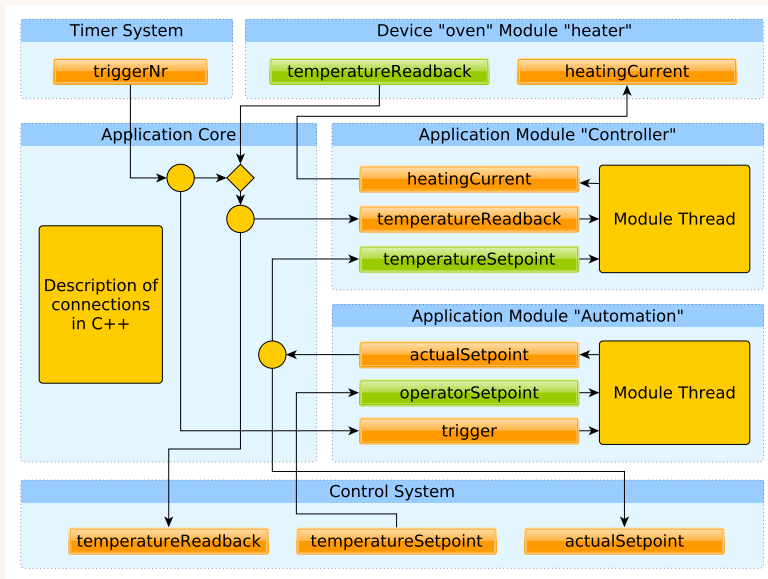 Timer System
Device "oven" Module "heater"
triggerNr
temperatureReadback
heatingCurrent
Application Core
Application Module "Controller"
heatingCurrent
temperatureReadback
temperatureSetpoint
Module Thread
Description of
connections
in C++
Application Module "Automation"
actualSetpoint
operatorSetpoint
trigger
Module Thread
Control System
temperatureReadback
temperatureSetpoint
actualSetpoint